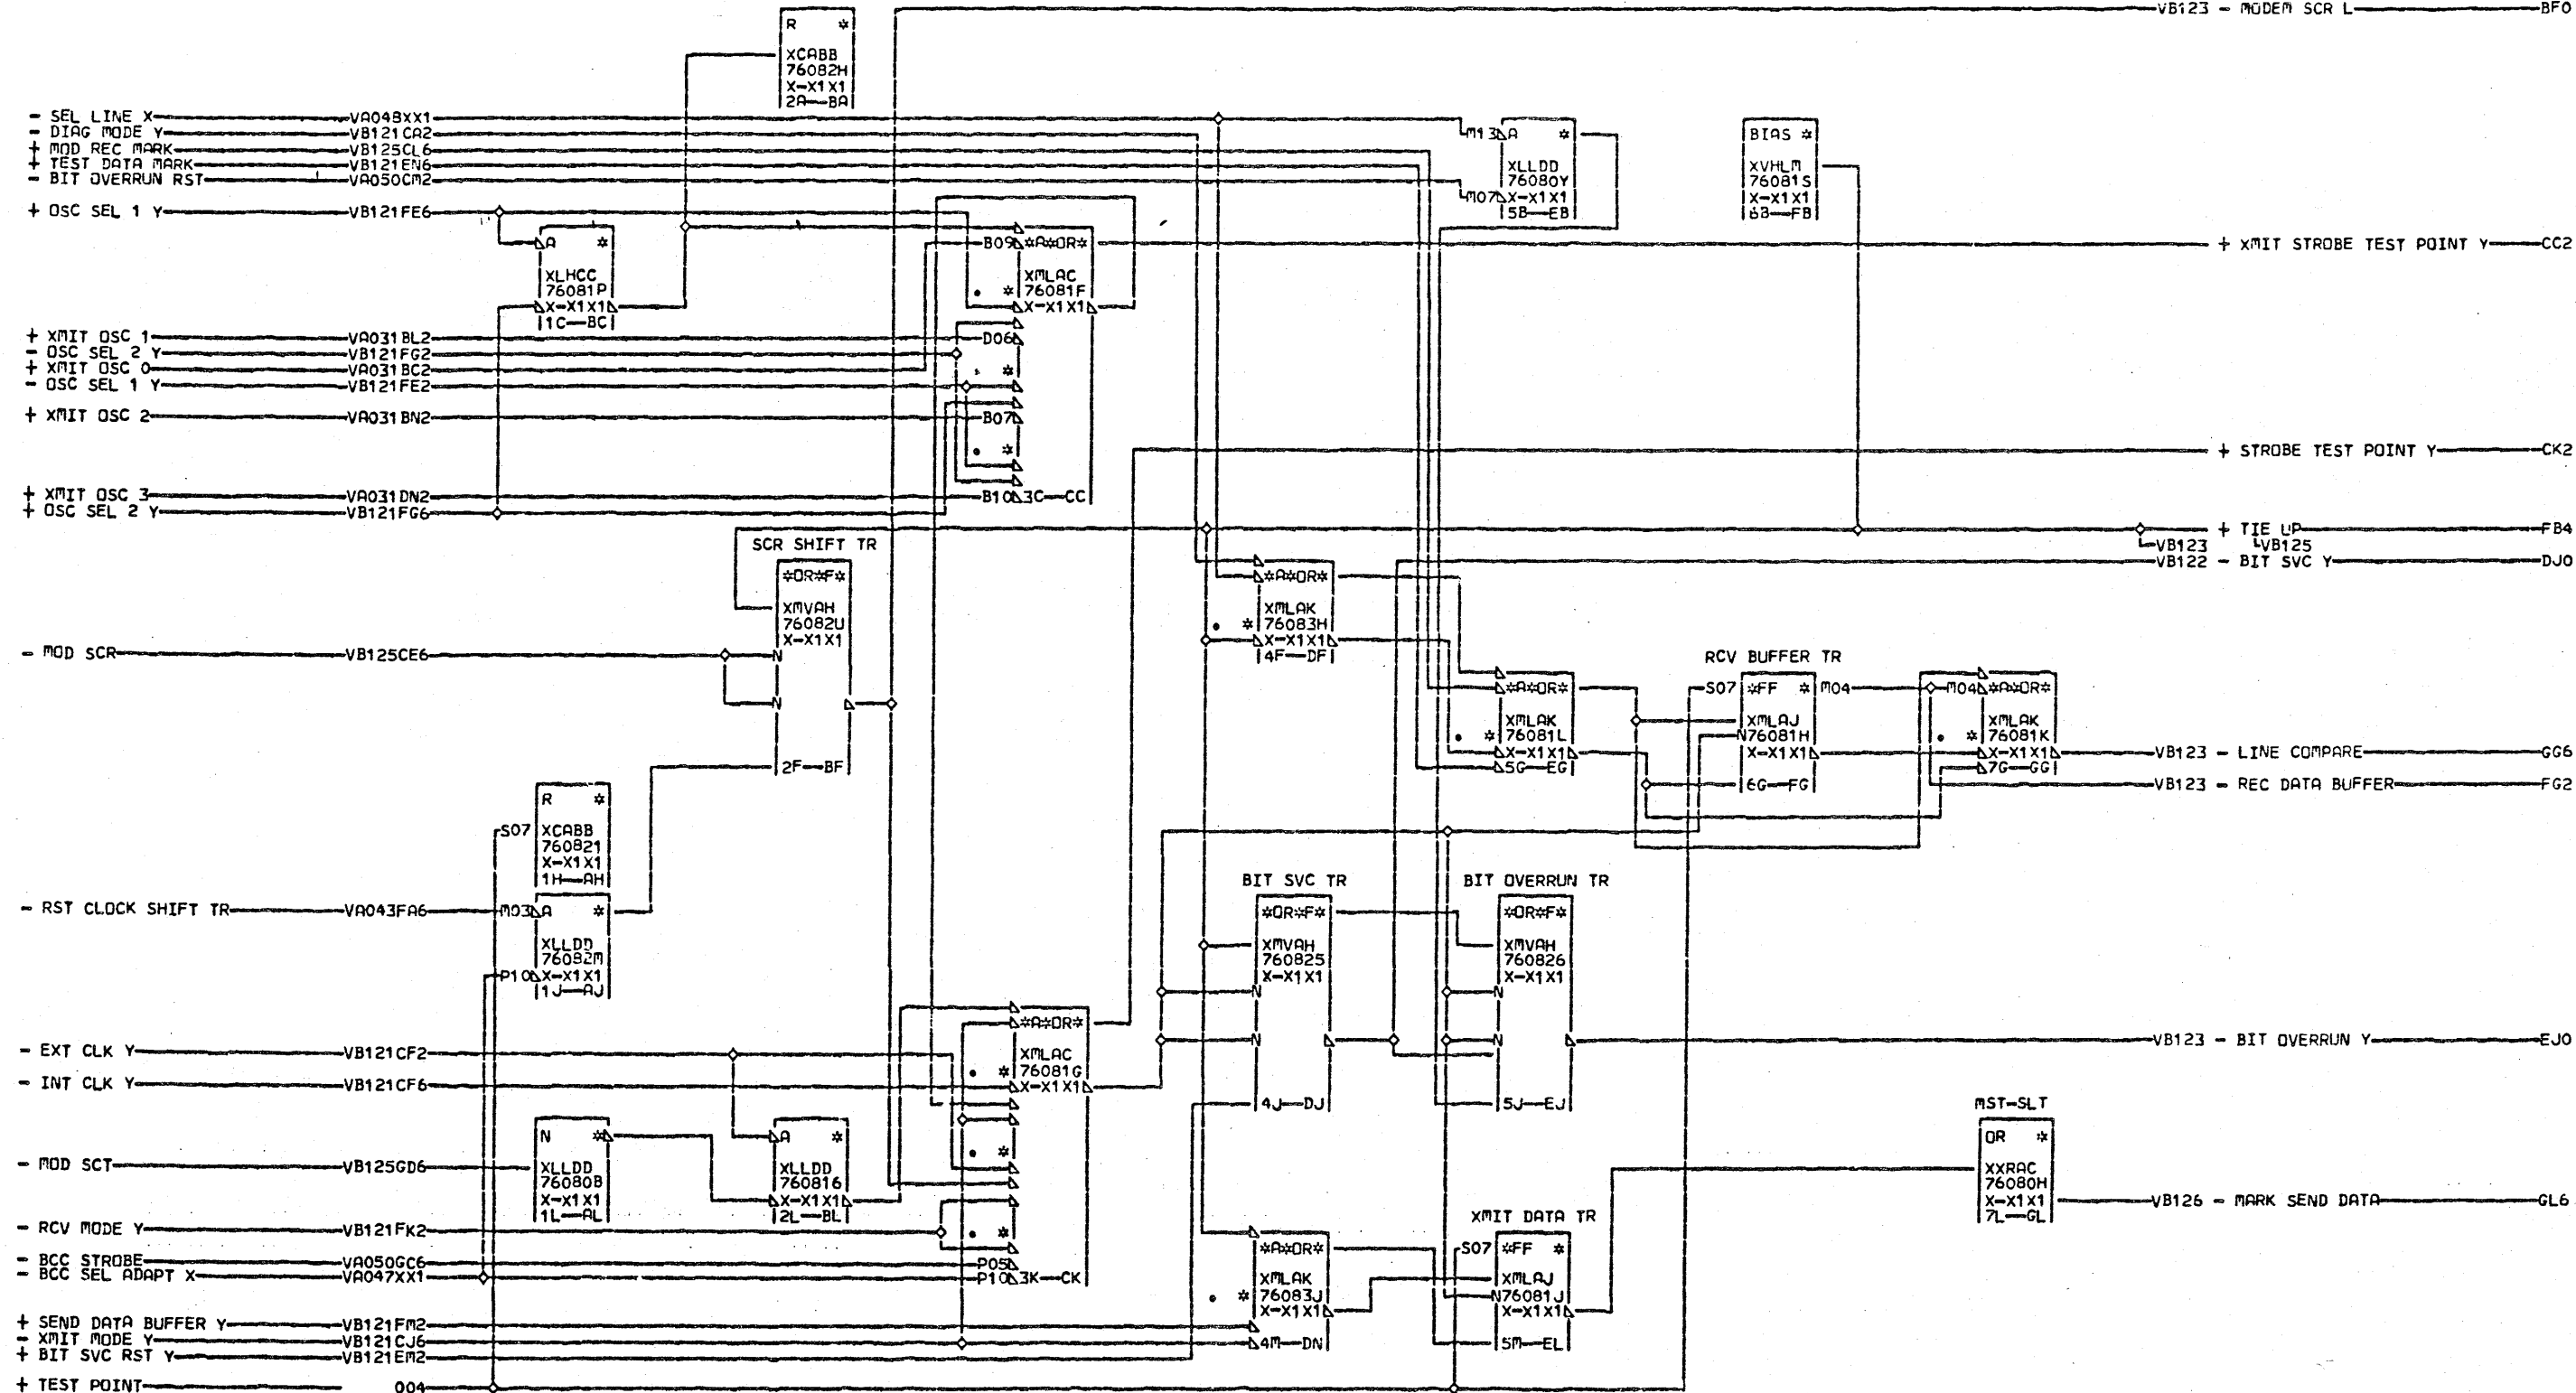 VB123 - MODEM SCR L BF0
R *
XCABB
76082H
X-X1X1
2A BA
- SEL LINE X VA048XX1
- DIAG MODE Y VB121CA2
+ MOD REC MARK VB125CL6
+ TEST DATA MARK VB121EN6
- BIT OVERRUN RST VA050CM2
M13 A *
XLLDD
76080Y
M07 X-X1X1
5B EB
BIAS *
XVHLM
76081S
X-X1X1
FB
+ OSC SEL 1 Y VB121FE6
A *
XLHCC
76081P
X-X1X1
1C BC
B09 *A*OR*
XMLAC
76081F
* X-X1X1
+ XMIT STROBE TEST POINT Y CC2
+ XMIT OSC 1 VA031BL2 D06
- OSC SEL 2 Y VB121FG2
+ XMIT OSC 0 VA031BC2 *
- OSC SEL 1 Y VB121FE2
+ XMIT OSC 2 VA031BN2 B07
*
+ STROBE TEST POINT Y CK2
+ XMIT OSC 3 VA031DN2 B10 3C CC
+ OSC SEL 2 Y VB121FG6
+ TIE UP FB4
VB123 VB125
VB122 - BIT SVC Y DJ0
SCR SHIFT TR
*OR*F*
XMVAH
76082U
X-X1X1
N
N
2F BF
*A*OR*
XMLAK
76083H
* X-X1X1
4F DF
- MOD SCR VB125CE6
*A*OR*
XMLAK
76081L
* X-X1X1
5G EG
RCV BUFFER TR
S07 *FF * M04
XMLAJ
N76081H
X-X1X1
6G FG
M04 *A*OR*
XMLAK
76081K
* X-X1X1
7G GG
VB123 - LINE COMPARE GG6
VB123 - REC DATA BUFFER FG2
R *
S07 XCABB
760821
X-X1X1
1H AH
- RST CLOCK SHIFT TR VA043FA6 M03 A *
XLLDD
76082M
P10 X-X1X1
1J AJ
BIT SVC TR
*OR*F*
XMVAH
760825
X-X1X1
N
N
4J DJ
BIT OVERRUN TR
*OR*F*
XMVAH
760826
X-X1X1
N
N
5J EJ
VB123 - BIT OVERRUN Y EJ0
- EXT CLK Y VB121CF2
- INT CLK Y VB121CF6
*A*OR*
XMLAC
76081G
* X-X1X1
*
*
P05
P10 3K CK
N *
XLLDD
76080B
X-X1X1
1L AL
A *
XLLDD
760816
X-X1X1
2L BL
- MOD SCT VB125GD6
- RCV MODE Y VB121FK2
- BCC STROBE VA050GC6
- BCC SEL ADAPT X VA047XX1
MST-SLT
OR *
XXRAC
76080H
X-X1X1
7L GL
VB126 - MARK SEND DATA GL6
*A*OR*
XMLAK
76083J
* X-X1X1
4M DN
XMIT DATA TR
S07 *FF *
XMLAJ
N76081J
X-X1X1
5M EL
+ SEND DATA BUFFER Y VB121FM2
- XMIT MODE Y VB121CJ6
+ BIT SVC RST Y VB121EM2
+ TEST POINT 004